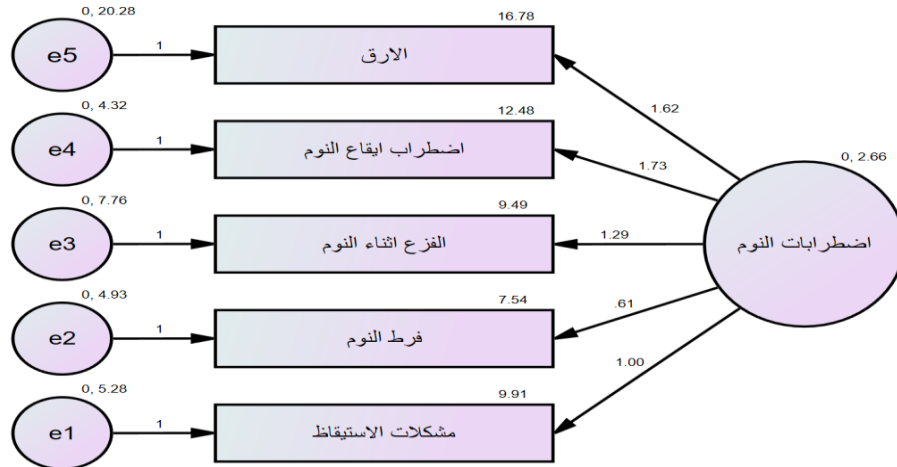 0, 20.28
e5
1
16.78
الارق
1.62
0, 4.32
e4
1
12.48
اضطراب ايقاع النوم
1.73
0, 2.66
اضطرابات النوم
0, 7.76
e3
1
9.49
الفزع اثناء النوم
1.29
0, 4.93
e2
1
7.54
فرط النوم
.61
0, 5.28
e1
1
9.91
مشكلات الاستيقاظ
1.00